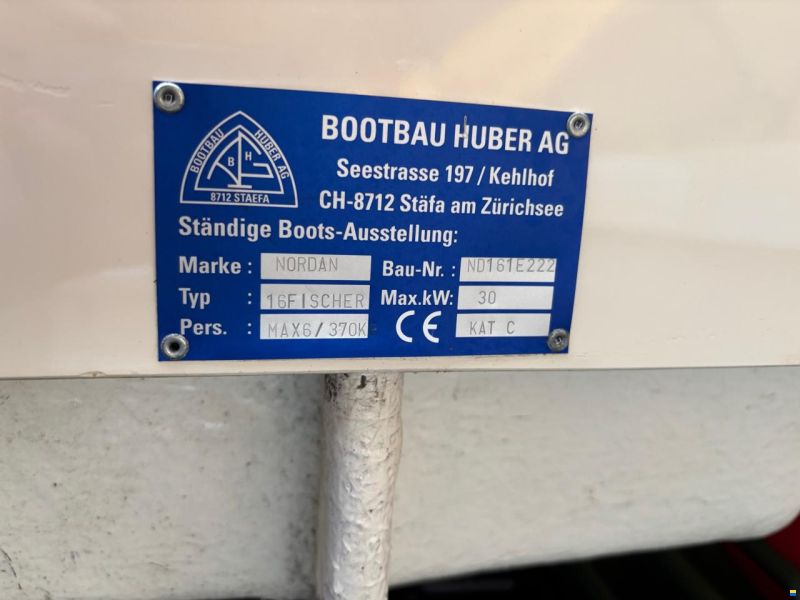 BOOTBAU HUBER AG
BH
8712 STAEFA
BOOTBAU HUBER AG
Seestrasse 197 / Kehlhof
CH-8712 Stäfa am Zürichsee
Ständige Boots-Ausstellung:
Marke : NORDAN Bau-Nr. : ND161E222
Typ : 16FISCHER Max.kW: 30
Pers. : MAX6/370K CE KAT C